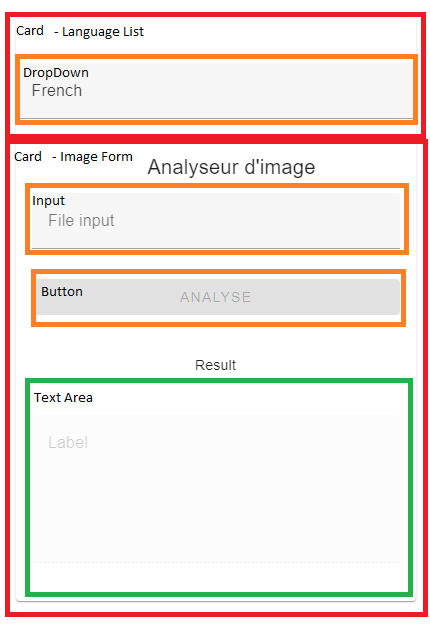 Card - Language List
DropDown
French
Card - Image Form
Analyseur d'image
Input
File input
Button
ANALYSE
Result
Text Area
Label